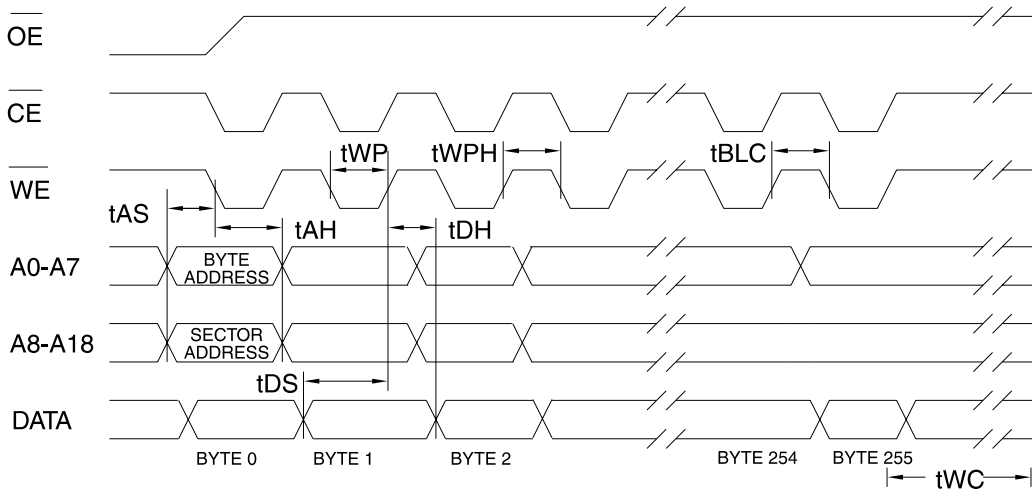 OE
CE
tWP
tWPH
tBLC
WE
tAS
tAH
tDH
A0-A7
BYTE
ADDRESS
A8-A18
SECTOR
ADDRESS
tDS
DATA
BYTE 0
BYTE 1
BYTE 2
BYTE 254
BYTE 255
tWC